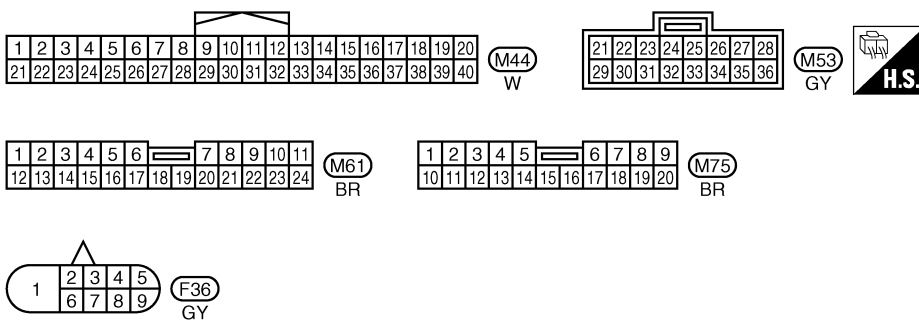 1 2 3 4 5 6 7 8 9 10 11 12 13 14 15 16 17 18 19 20
21 22 23 24 25 26 27 28 29 30 31 32 33 34 35 36 37 38 39 40
M44
W
21 22 23 24 25 26 27 28
29 30 31 32 33 34 35 36
M53
GY
H.S.
1 2 3 4 5 6 7 8 9 10 11
12 13 14 15 16 17 18 19 20 21 22 23 24
M61
BR
1 2 3 4 5 6 7 8 9
10 11 12 13 14 15 16 17 18 19 20
M75
BR
1
2 3 4 5
6 7 8 9
F36
GY